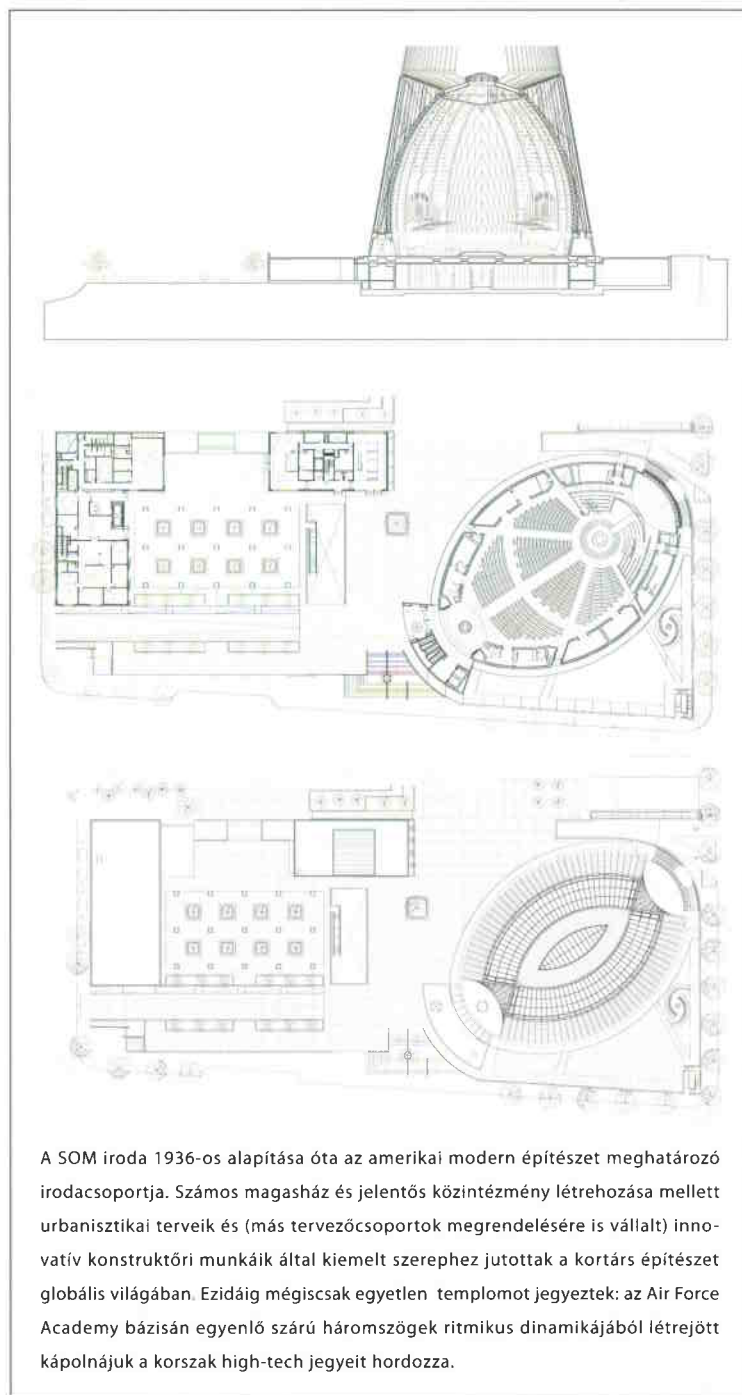 A SOM iroda 1936-os alapítása óta az amerikai modern építészet meghatározó
irodacsoportja. Számos magasház és jelentős közintézmény létrehozása mellett
urbanisztikai terveik és (más tervezőcsoportok megrendelésére is vállalt) inno-
vatív konstruktőri munkáik által kiemelt szerephez jutottak a kortárs építészet
globális világában. Ezidáig mégiscsak egyetlen templomot jegyeztek: az Air Force
Academy bázisán egyenlő szárú háromszögek ritmikus dinamikájából létrejött
kápolnájuk a korszak high-tech jegyeit hordozza.